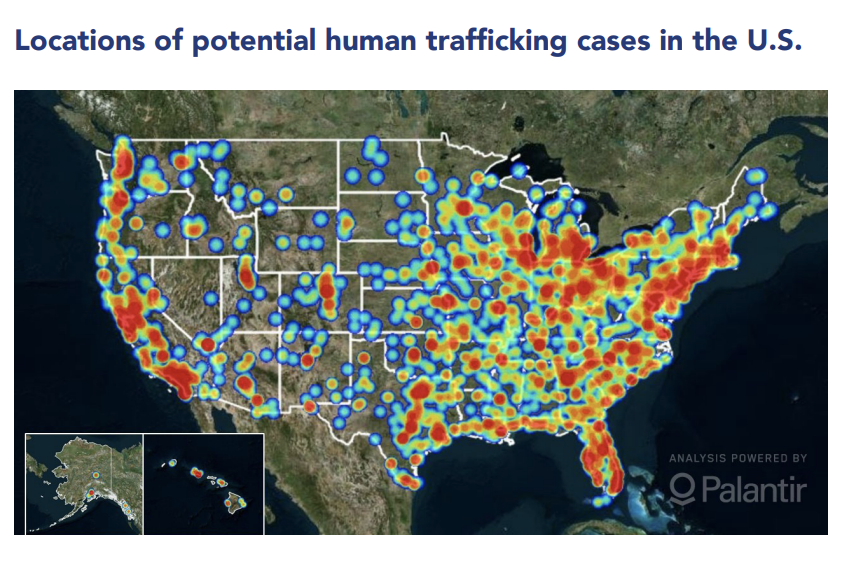 Locations of potential human trafficking cases in the U.S.
ANALYSIS POWERED BY
Palantir